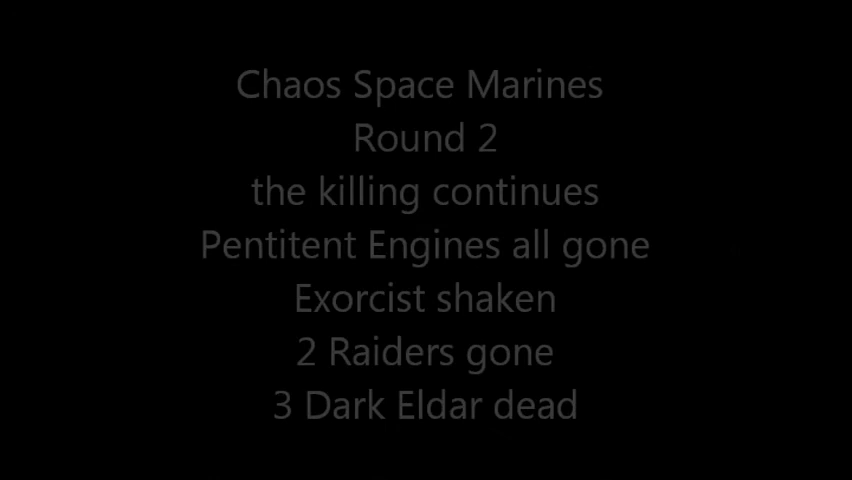 Chaos Space Marines
Round 2
the killing continues
Pentitent Engines all gone
Exorcist shaken
2 Raiders gone
3 Dark Eldar dead